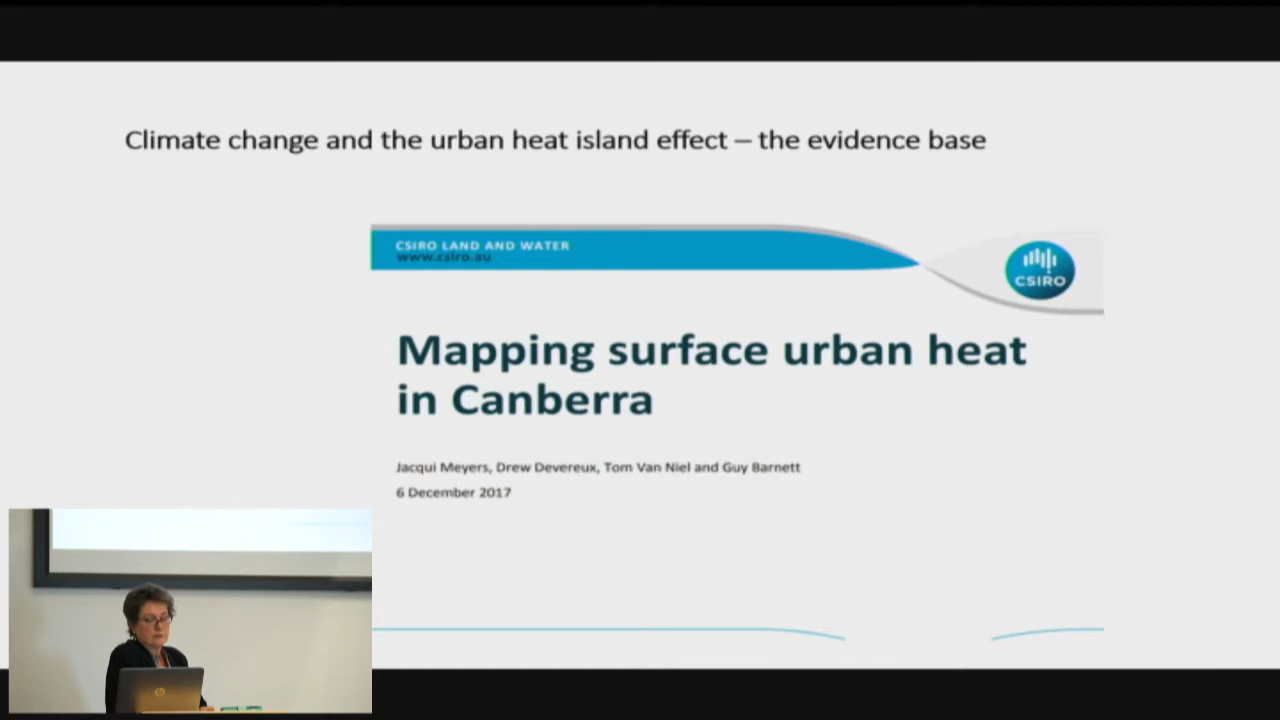 Climate change and the urban heat island effect – the evidence base
CSIRO LAND AND WATER
www.csiro.au
CSIRO
Mapping surface urban heat
in Canberra
Jacqui Meyers, Drew Devereux, Tom Van Niel and Guy Barnett
6 December 2017
hp